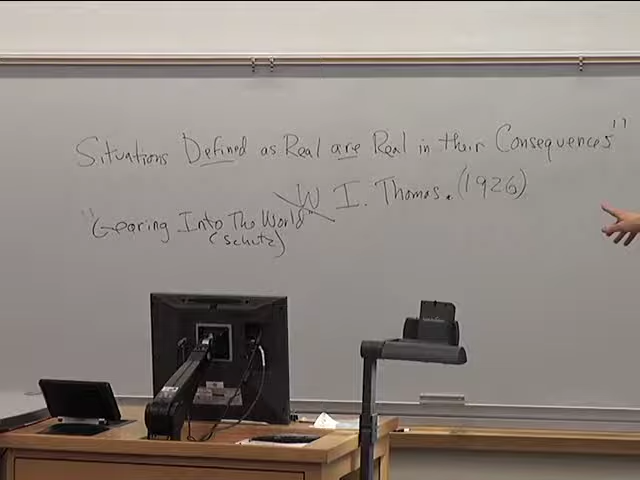 Situations Defined as Real are Real in their Consequences"
W I. Thomas. (1926)
"Gearing Into The World"
(Schutz)